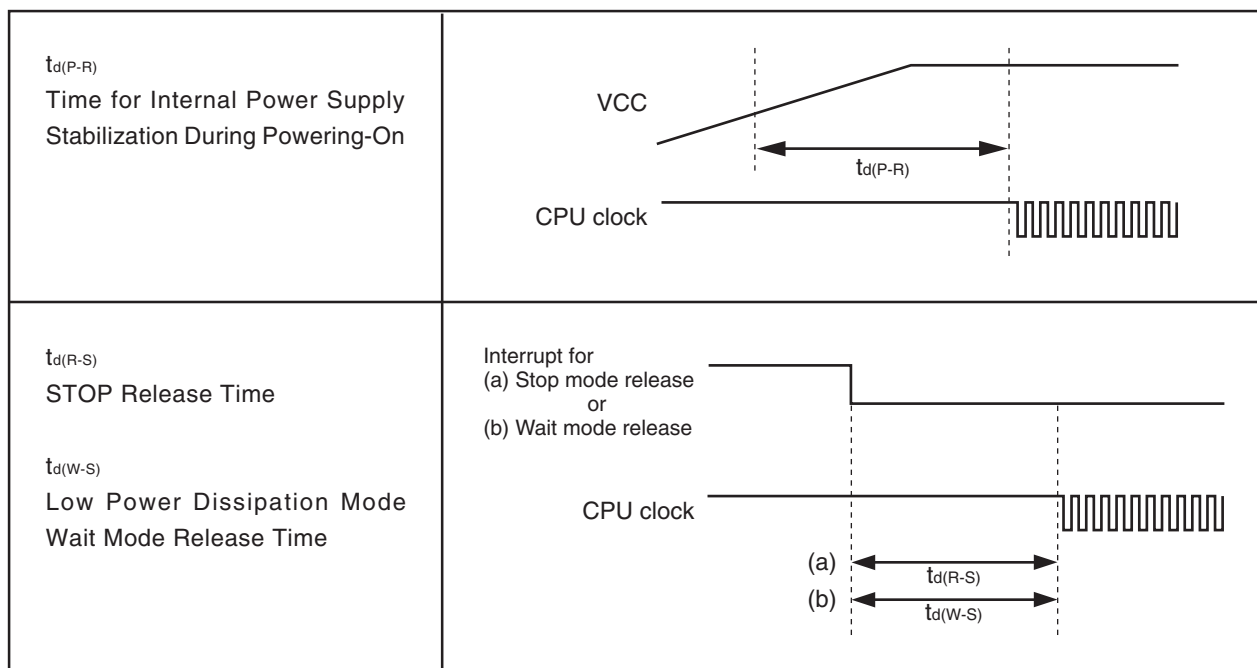 td(P-R)
Time for Internal Power Supply
Stabilization During Powering-On
VCC
td(P-R)
CPU clock
td(R-S)
STOP Release Time
td(W-S)
Low Power Dissipation Mode
Wait Mode Release Time
Interrupt for
(a) Stop mode release
or
(b) Wait mode release
CPU clock
(a)
td(R-S)
(b)
td(W-S)